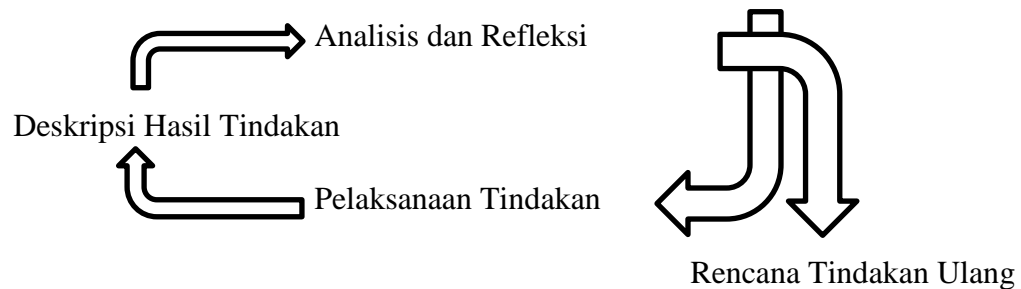 Analisis dan Refleksi
Deskripsi Hasil Tindakan
Pelaksanaan Tindakan
Rencana Tindakan Ulang